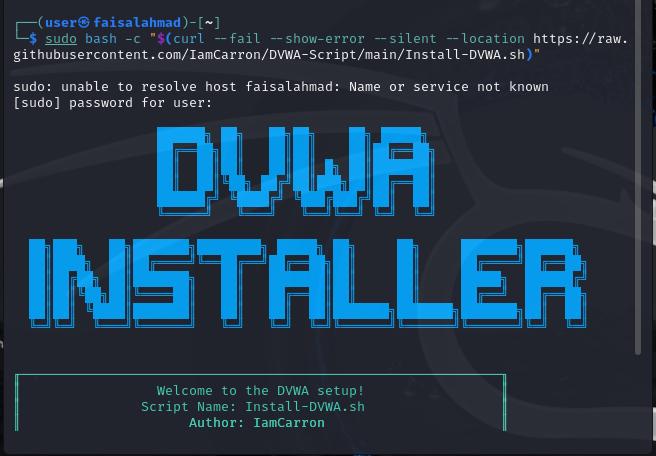 ┌──(user㉿faisalahmad)-[~]
└─$ sudo bash -c "$(curl --fail --show-error --silent --location https://raw.
githubusercontent.com/IamCarron/DVWA-Script/main/Install-DVWA.sh)"
sudo: unable to resolve host faisalahmad: Name or service not known
[sudo] password for user:
DVWA
INSTALLER
Welcome to the DVWA setup!
Script Name: Install-DVWA.sh
Author: IamCarron